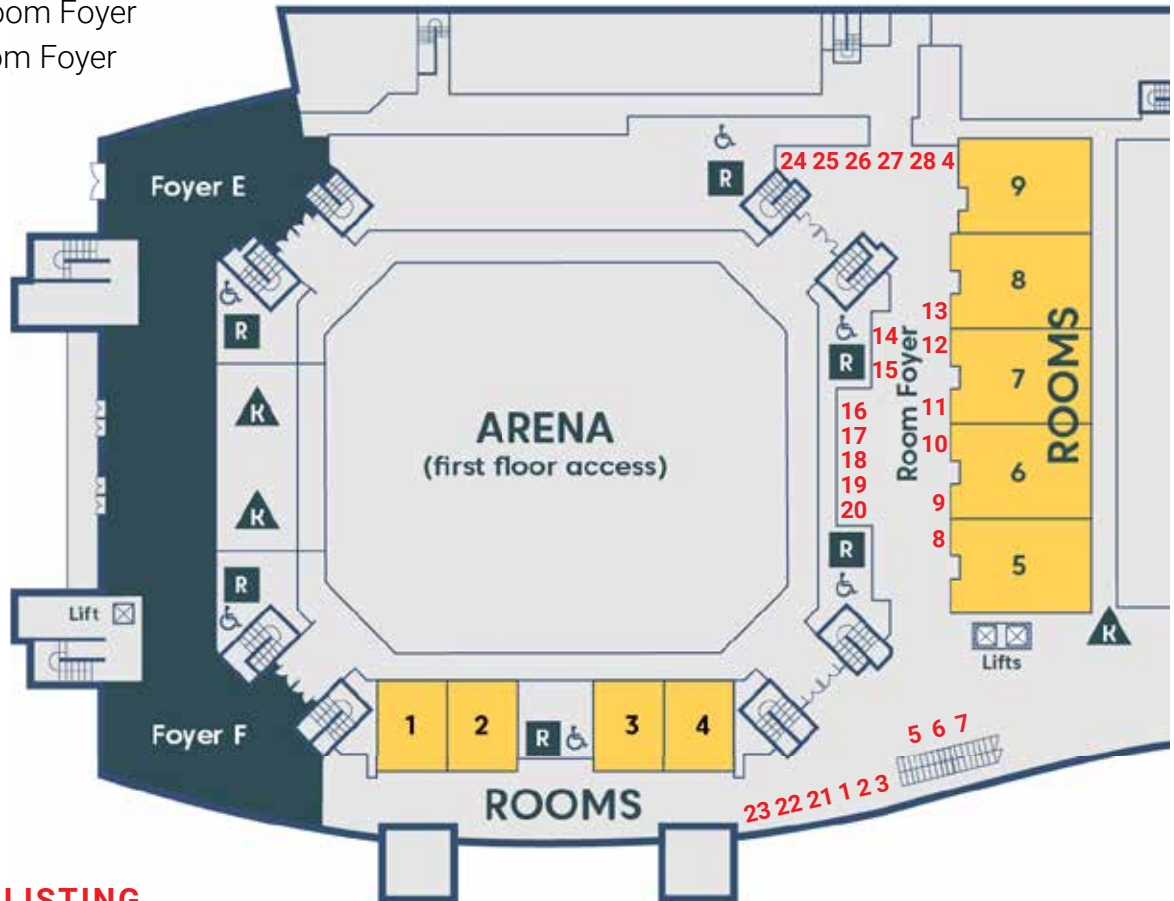 oom Foyer
om Foyer
24 25 26 27 28 4
R
9
Foyer E
8
13
R
14
R
12
15
Room Foyer
7
ROOMS
K
16
11
ARENA
17
10
(first floor access)
18
6
19
9
K
20
8
R
5
R
Lift
K
Lifts
1
2
R
3
4
5 6 7
Foyer F
23 22 21 1 2 3
ROOMS
LISTING